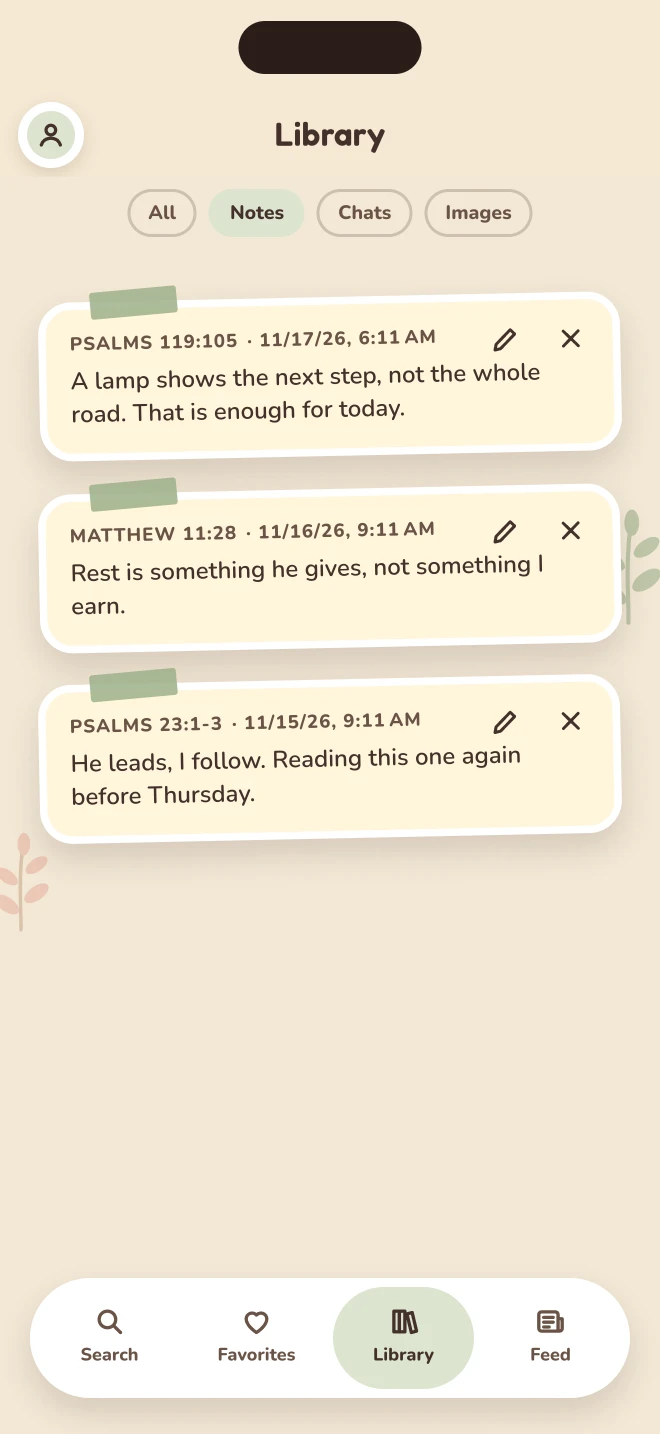 Library
All
Notes
Chats
Images
PSALMS 119:105 · 11/17/26, 6:11 AM
A lamp shows the next step, not the whole
road. That is enough for today.
MATTHEW 11:28 · 11/16/26, 9:11 AM
Rest is something he gives, not something I
earn.
PSALMS 23:1-3 · 11/15/26, 9:11 AM
He leads, I follow. Reading this one again
before Thursday.
Search
Favorites
Library
Feed